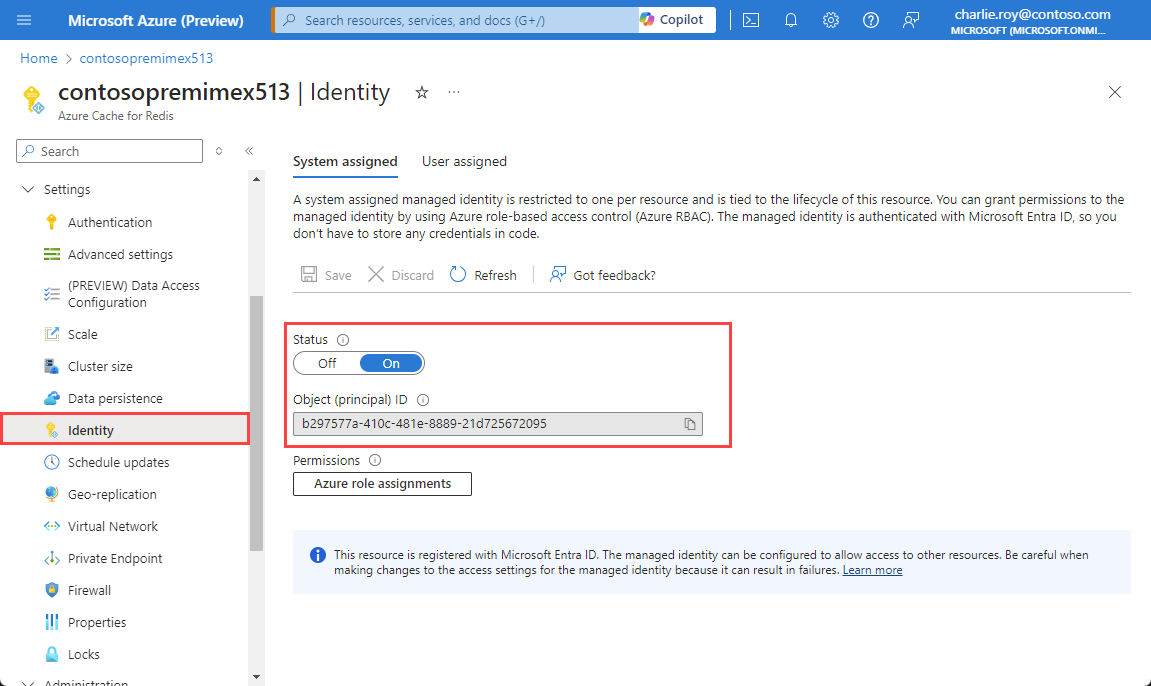 Microsoft Azure (Preview)
Search resources, services, and docs (G+/)
Copilot
charlie.roy@contoso.com
MICROSOFT (MICROSOFT.ONMI...
Home > contosopremimex513
contosopremimex513 | Identity
Azure Cache for Redis
Search
Settings
Authentication
Advanced settings
(PREVIEW) Data Access
Configuration
Scale
Cluster size
Data persistence
Identity
Schedule updates
Geo-replication
Virtual Network
Private Endpoint
Firewall
Properties
Locks
Administration
System assigned
User assigned
A system assigned managed identity is restricted to one per resource and is tied to the lifecycle of this resource. You can grant permissions to the
managed identity by using Azure role-based access control (Azure RBAC). The managed identity is authenticated with Microsoft Entra ID, so you
don't have to store any credentials in code.
Save
Discard
Refresh
Got feedback?
Status
Off
On
Object (principal) ID
b297577a-410c-481e-8889-21d725672095
Permissions
Azure role assignments
This resource is registered with Microsoft Entra ID. The managed identity can be configured to allow access to other resources. Be careful when
making changes to the access settings for the managed identity because it can result in failures. Learn more